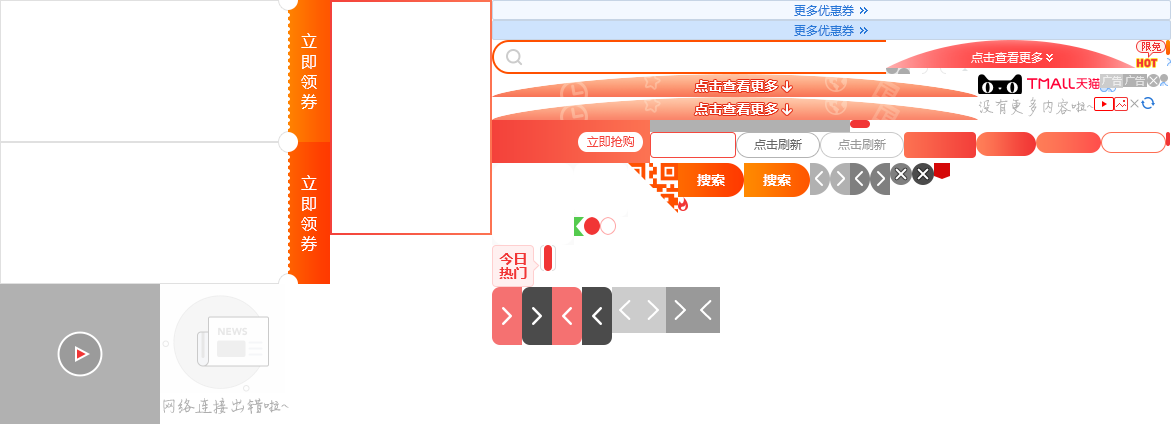 立即领券
立即领券
更多优惠券
更多优惠券
点击查看更多
限免
HOT
点击查看更多
TMALL天猫
广告
广告
点击查看更多
没有更多内容啦~
立即抢购
点击刷新
点击刷新
搜索
搜索
今日
热门
NEWS
网络连接出错啦~